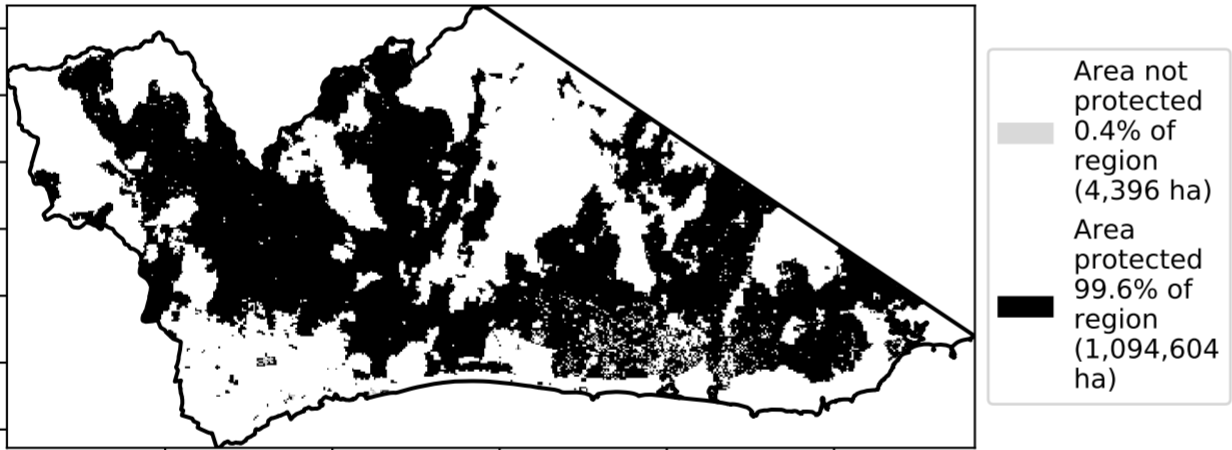 Area not
protected
0.4% of
region
(4,396 ha)
Area
protected
99.6% of
region
(1,094,604
ha)